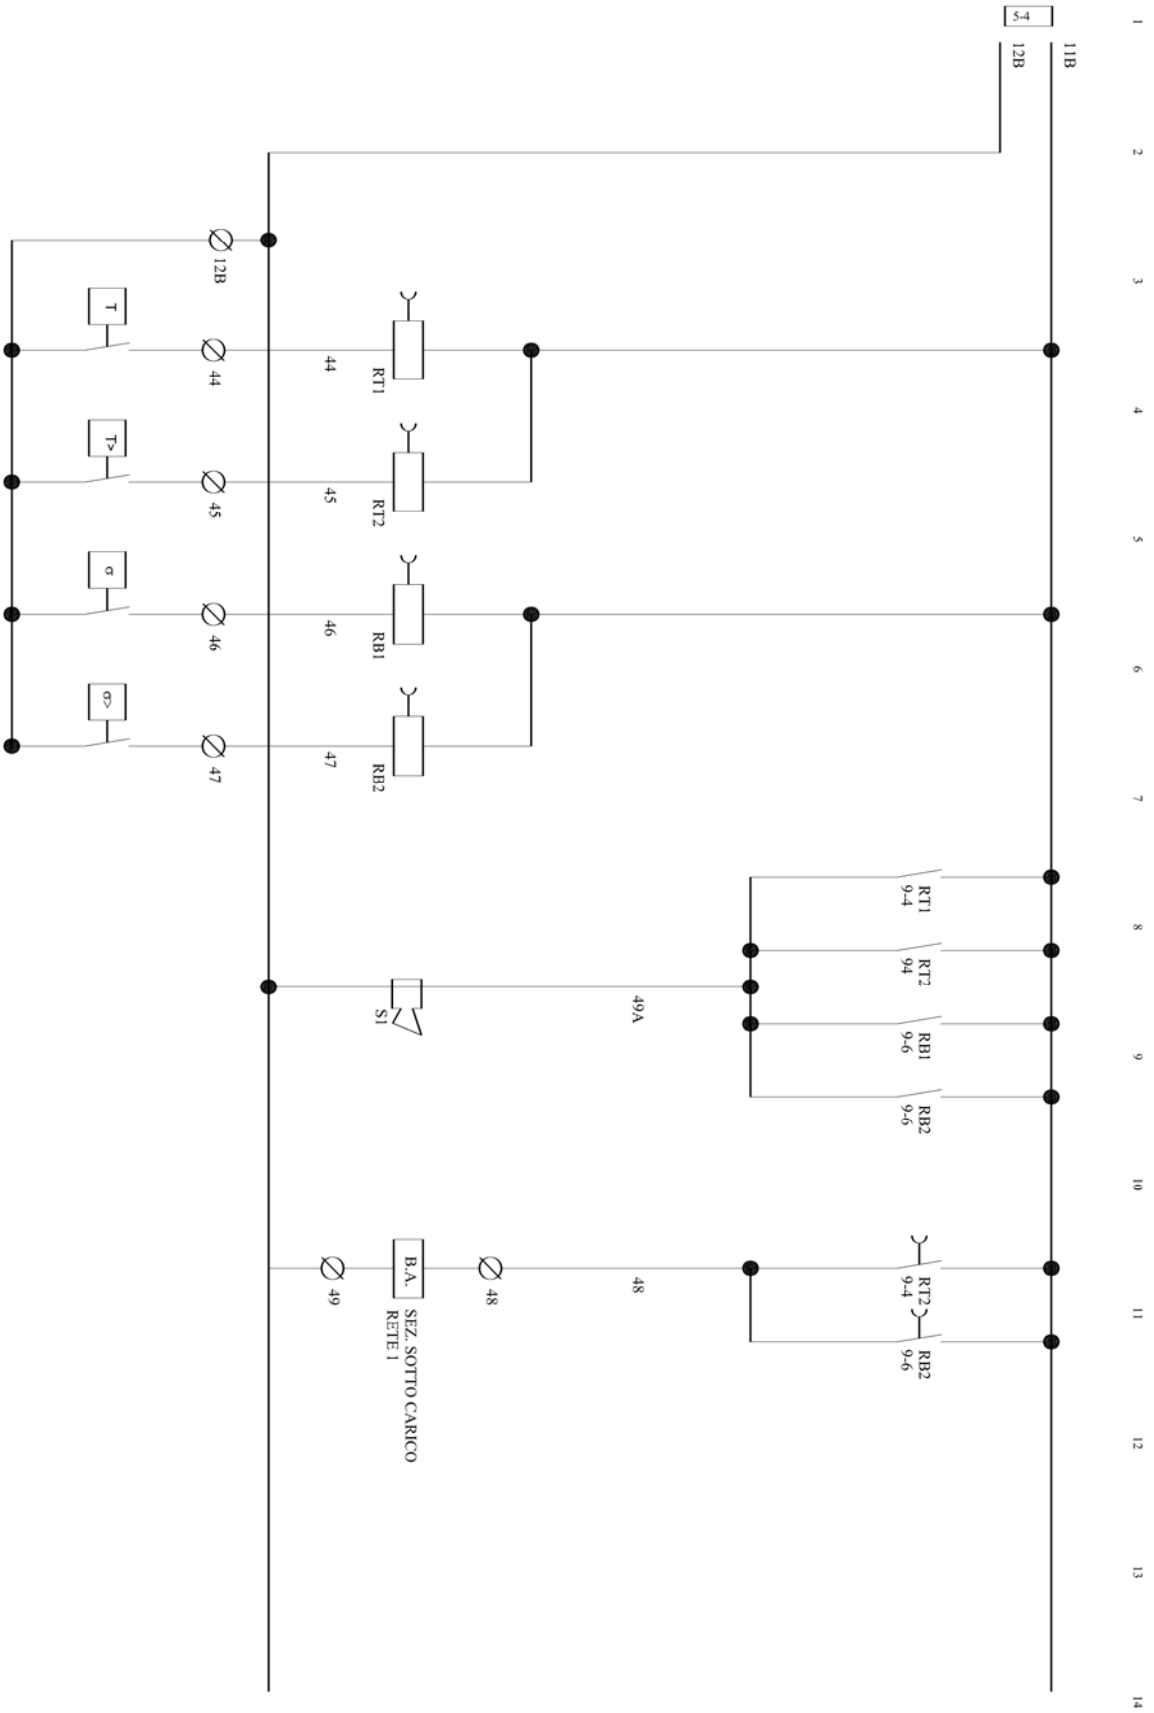 1 2 3 4 5 6 7 8 9 10 11 12 13 14
5-4
11B
12B
RT1
9-4
RT2
94
RB1
9-6
RB2
9-6
RT2
9-4
RB2
9-6
49A
48
48
RT1
RT2
RB1
RB2
S1
B.A.
SEZ. SOTTO CARICO
RETE 1
44
45
46
47
49
12B
44
45
46
47
T
T>
σ
σ>